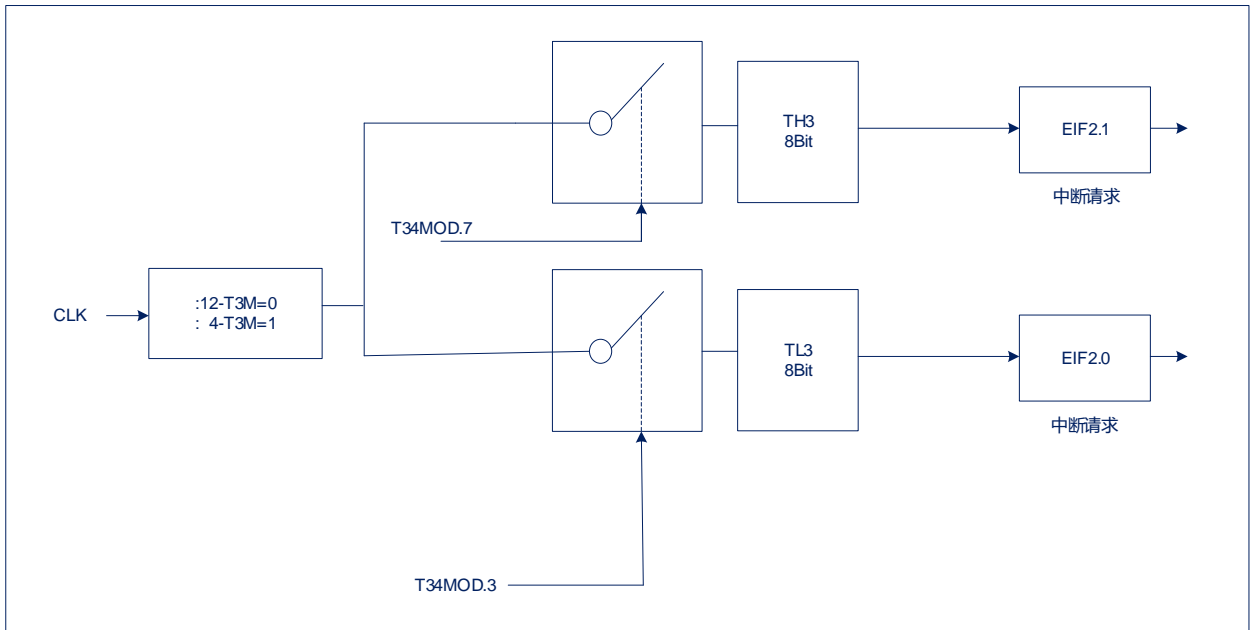 TH3
8Bit
EIF2.1
中断请求
T34MOD.7
CLK
:12-T3M=0
: 4-T3M=1
TL3
8Bit
EIF2.0
中断请求
T34MOD.3